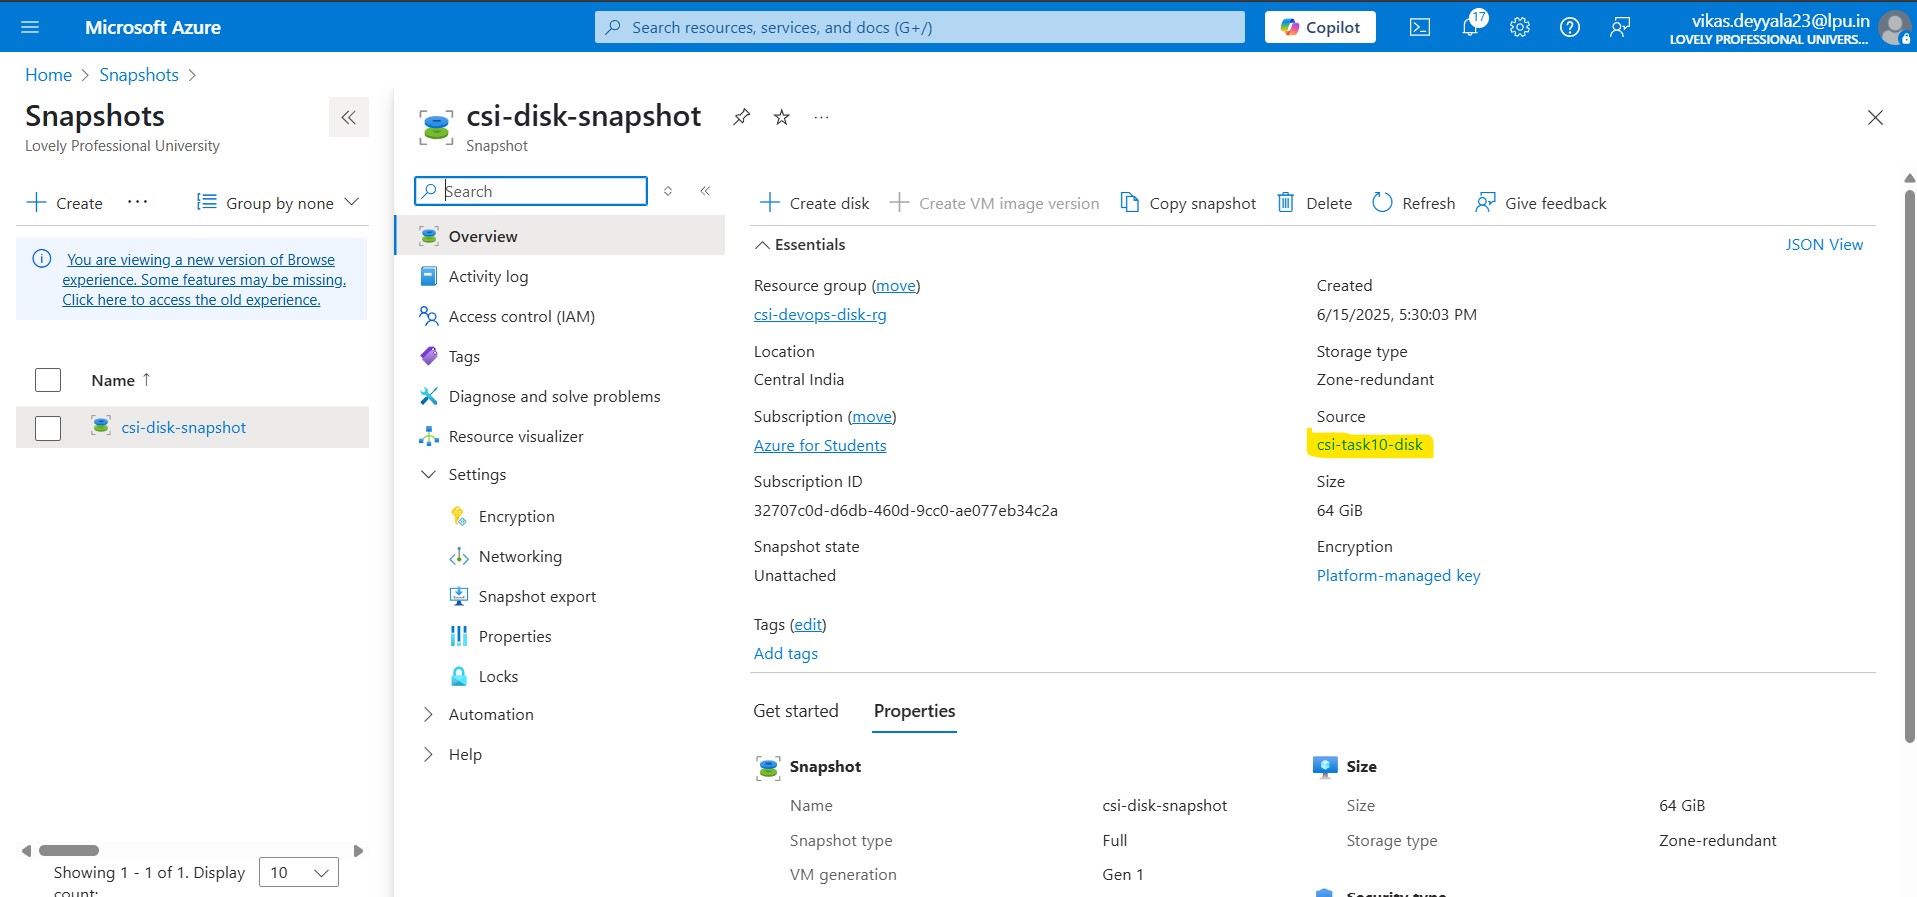 Microsoft Azure
Search resources, services, and docs (G+/)
Copilot
17
vikas.deyyala23@lpu.in
LOVELY PROFESSIONAL UNIVERS...
Home
Snapshots
Snapshots
Lovely Professional University
Create
Group by none
You are viewing a new version of Browse
experience. Some features may be missing.
Click here to access the old experience.
Name ↑
csi-disk-snapshot
Showing 1 - 1 of 1. Display
count:
10
csi-disk-snapshot
Snapshot
Search
Overview
Activity log
Access control (IAM)
Tags
Diagnose and solve problems
Resource visualizer
Settings
Encryption
Networking
Snapshot export
Properties
Locks
Automation
Help
Create disk
Create VM image version
Copy snapshot
Delete
Refresh
Give feedback
Essentials
JSON View
Resource group (move)
csi-devops-disk-rg
Location
Central India
Subscription (move)
Azure for Students
Subscription ID
32707c0d-d6db-460d-9cc0-ae077eb34c2a
Snapshot state
Unattached
Created
6/15/2025, 5:30:03 PM
Storage type
Zone-redundant
Source
csi-task10-disk
Size
64 GiB
Encryption
Platform-managed key
Tags (edit)
Add tags
Get started
Properties
Snapshot
Name csi-disk-snapshot
Snapshot type Full
VM generation Gen 1
Size
Size 64 GiB
Storage type Zone-redundant
Security type